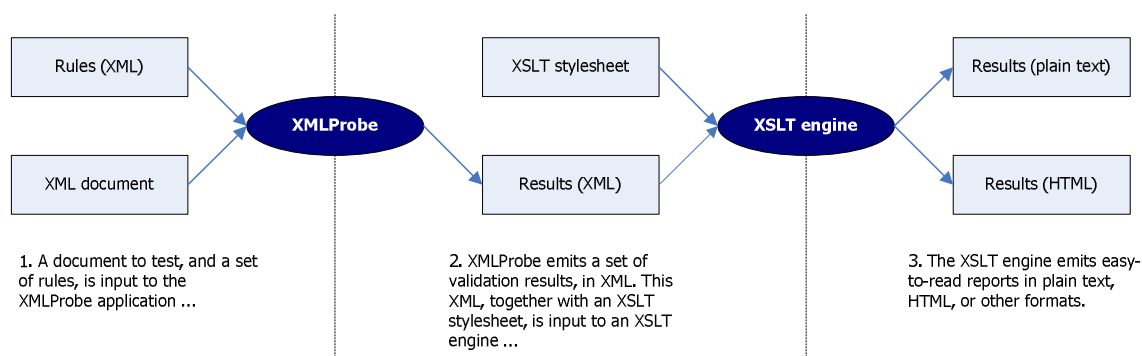 Rules (XML)
XML document
XMLProbe
XSLT stylesheet
Results (XML)
XSLT engine
Results (plain text)
Results (HTML)
1. A document to test, and a set
of rules, is input to the
XMLProbe application ...
2. XMLProbe emits a set of
validation results, in XML. This
XML, together with an XSLT
stylesheet, is input to an XSLT
engine ...
3. The XSLT engine emits easy-
to-read reports in plain text,
HTML, or other formats.